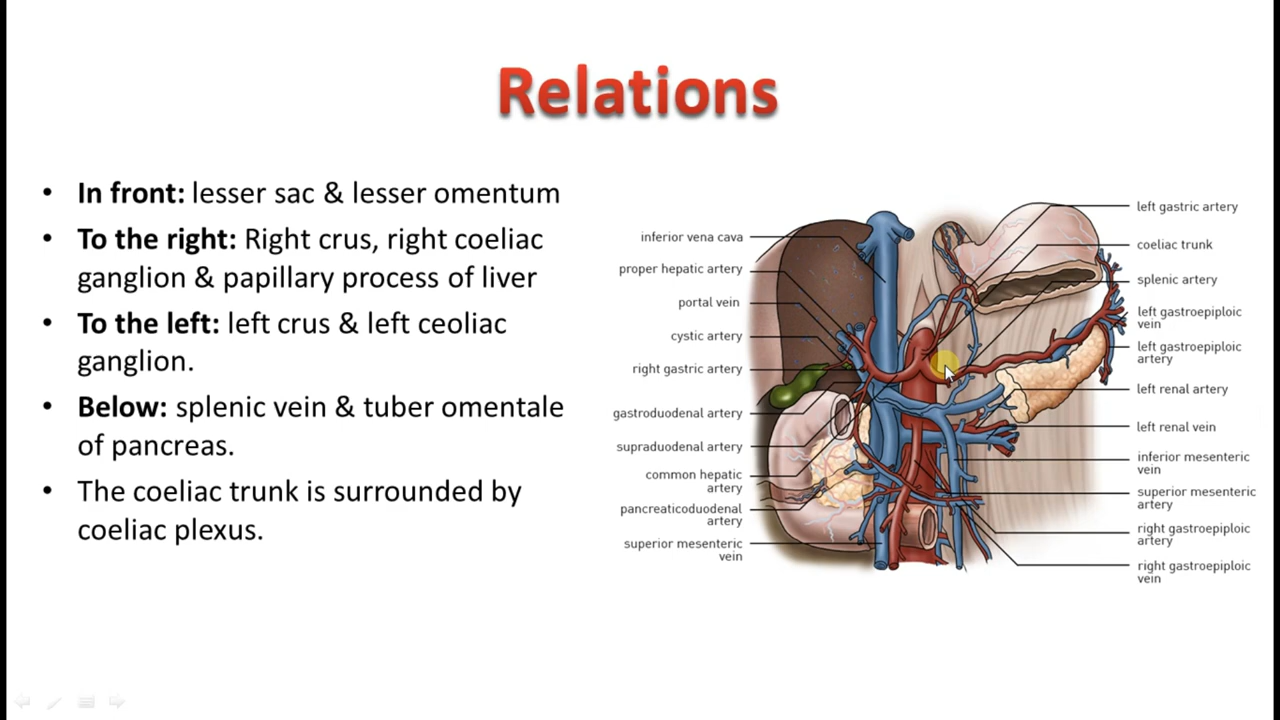 Relations
• In front: lesser sac & lesser omentum
• To the right: Right crus, right coeliac
ganglion & papillary process of liver
• To the left: left crus & left ceoliac
ganglion.
• Below: splenic vein & tuber omentale
of pancreas.
• The coeliac trunk is surrounded by
coeliac plexus.
inferior vena cava
proper hepatic artery
portal vein
cystic artery
right gastric artery
gastroduodenal artery
supraduodenal artery
common hepatic
artery
pancreaticoduodenal
artery
superior mesenteric
vein
left gastric artery
coeliac trunk
splenic artery
left gastroepiploic
vein
left gastroepiploic
artery
left renal artery
left renal vein
inferior mesenteric
vein
superior mesenteric
artery
right gastroepiploic
artery
right gastroepiploic
vein